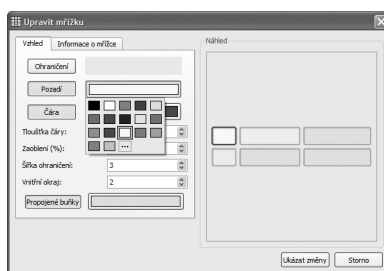 Upravit mřížku
Vzhled Informace o mřížce
Náhled
Ohraničení
Pozadí
Čára
Tloušťka čáry:
Zaoblení (%):
Šířka ohraničení: 3
Vnitřní okraj: 2
Propojené buňky
...
Ukázat změny Storno